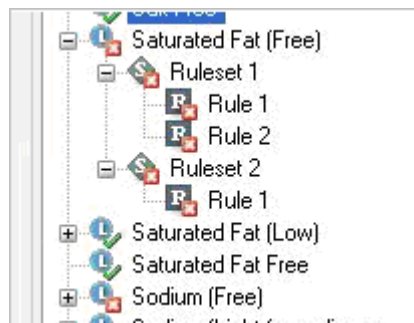 Saturated Fat (Free)
Ruleset 1
Rule 1
Rule 2
Ruleset 2
Rule 1
Saturated Fat (Low)
Saturated Fat Free
Sodium (Free)